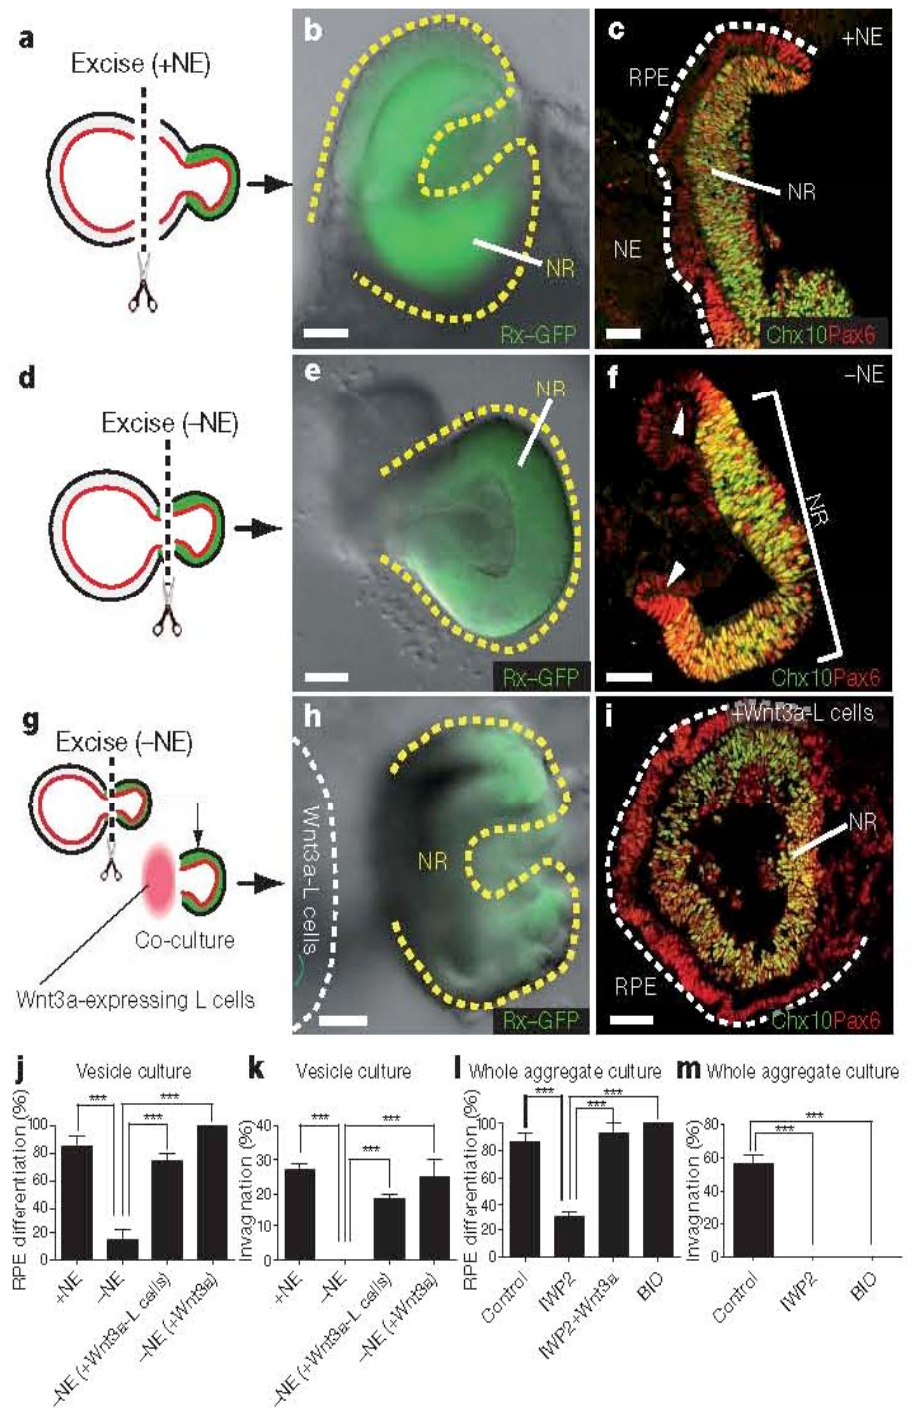 a
Excise (+NE)
b
NR
Rx–GFP
c
+NE
RPE
NR
NE
Chx10Pax6
d
Excise (–NE)
e
NR
Rx–GFP
f
–NE
NR
Chx10Pax6
g
Excise (–NE)
Co-culture
Wnt3a-expressing L cells
h
Wnt3a-L cells
NR
Rx–GFP
i
+Wnt3a-L cells
NR
RPE
Chx10Pax6
j
Vesicle culture
RPE differentiation (%)
100
80
60
40
20
0
***
***
***
+NE
–NE
–NE (+Wnt3a-L cells)
–NE (+Wnt3a)
k
Vesicle culture
Invagination (%)
40
30
20
10
0
***
***
***
+NE
–NE
–NE (+Wnt3a-L cells)
–NE (+Wnt3a)
l
Whole aggregate culture
RPE differentiation (%)
100
80
60
40
20
0
***
***
***
Control
IWP2
IWP2+Wnt3a
BIO
m
Whole aggregate culture
Invagination (%)
80
60
40
20
0
***
***
Control
IWP2
BIO